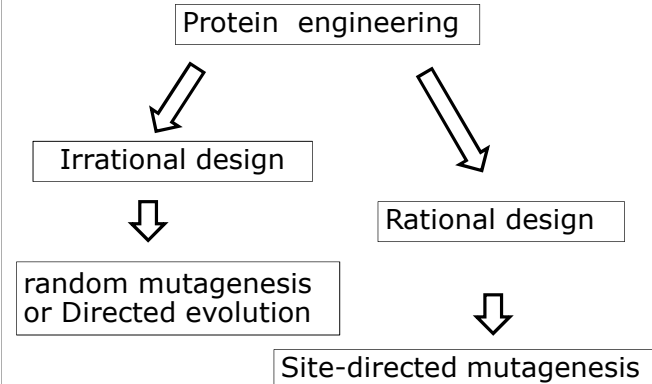 Protein engineering
Irrational design
Rational design
random mutagenesis
or Directed evolution
Site-directed mutagenesis